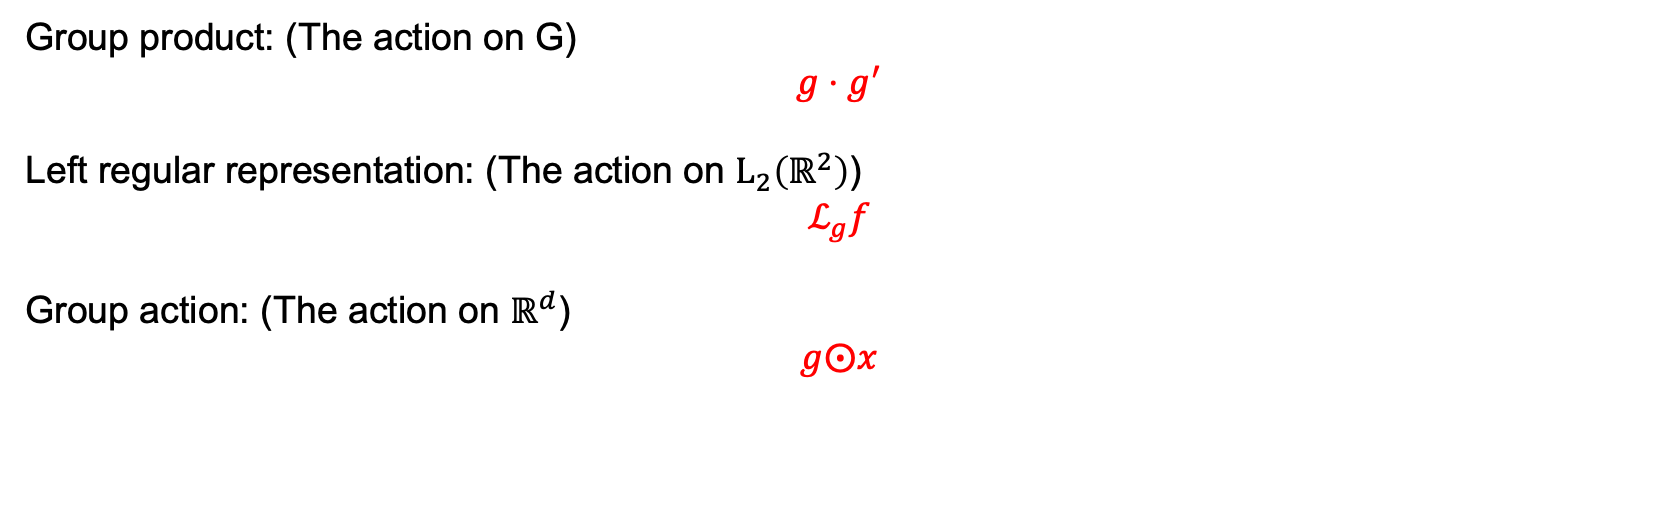 Group product: (The action on G)
g · g′
Left regular representation: (The action on L₂(ℝ²))
ℒ_g f
Group action: (The action on ℝᵈ)
g⊙x